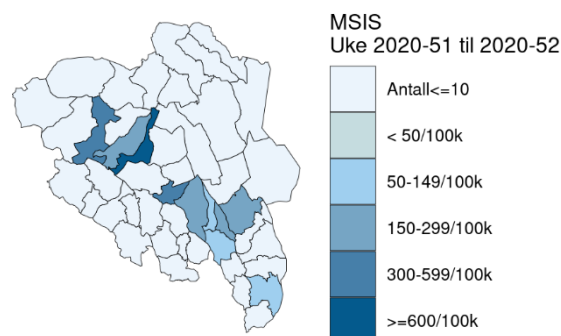 MSIS
Uke 2020-51 til 2020-52
Antall<=10
< 50/100k
50-149/100k
150-299/100k
300-599/100k
>=600/100k